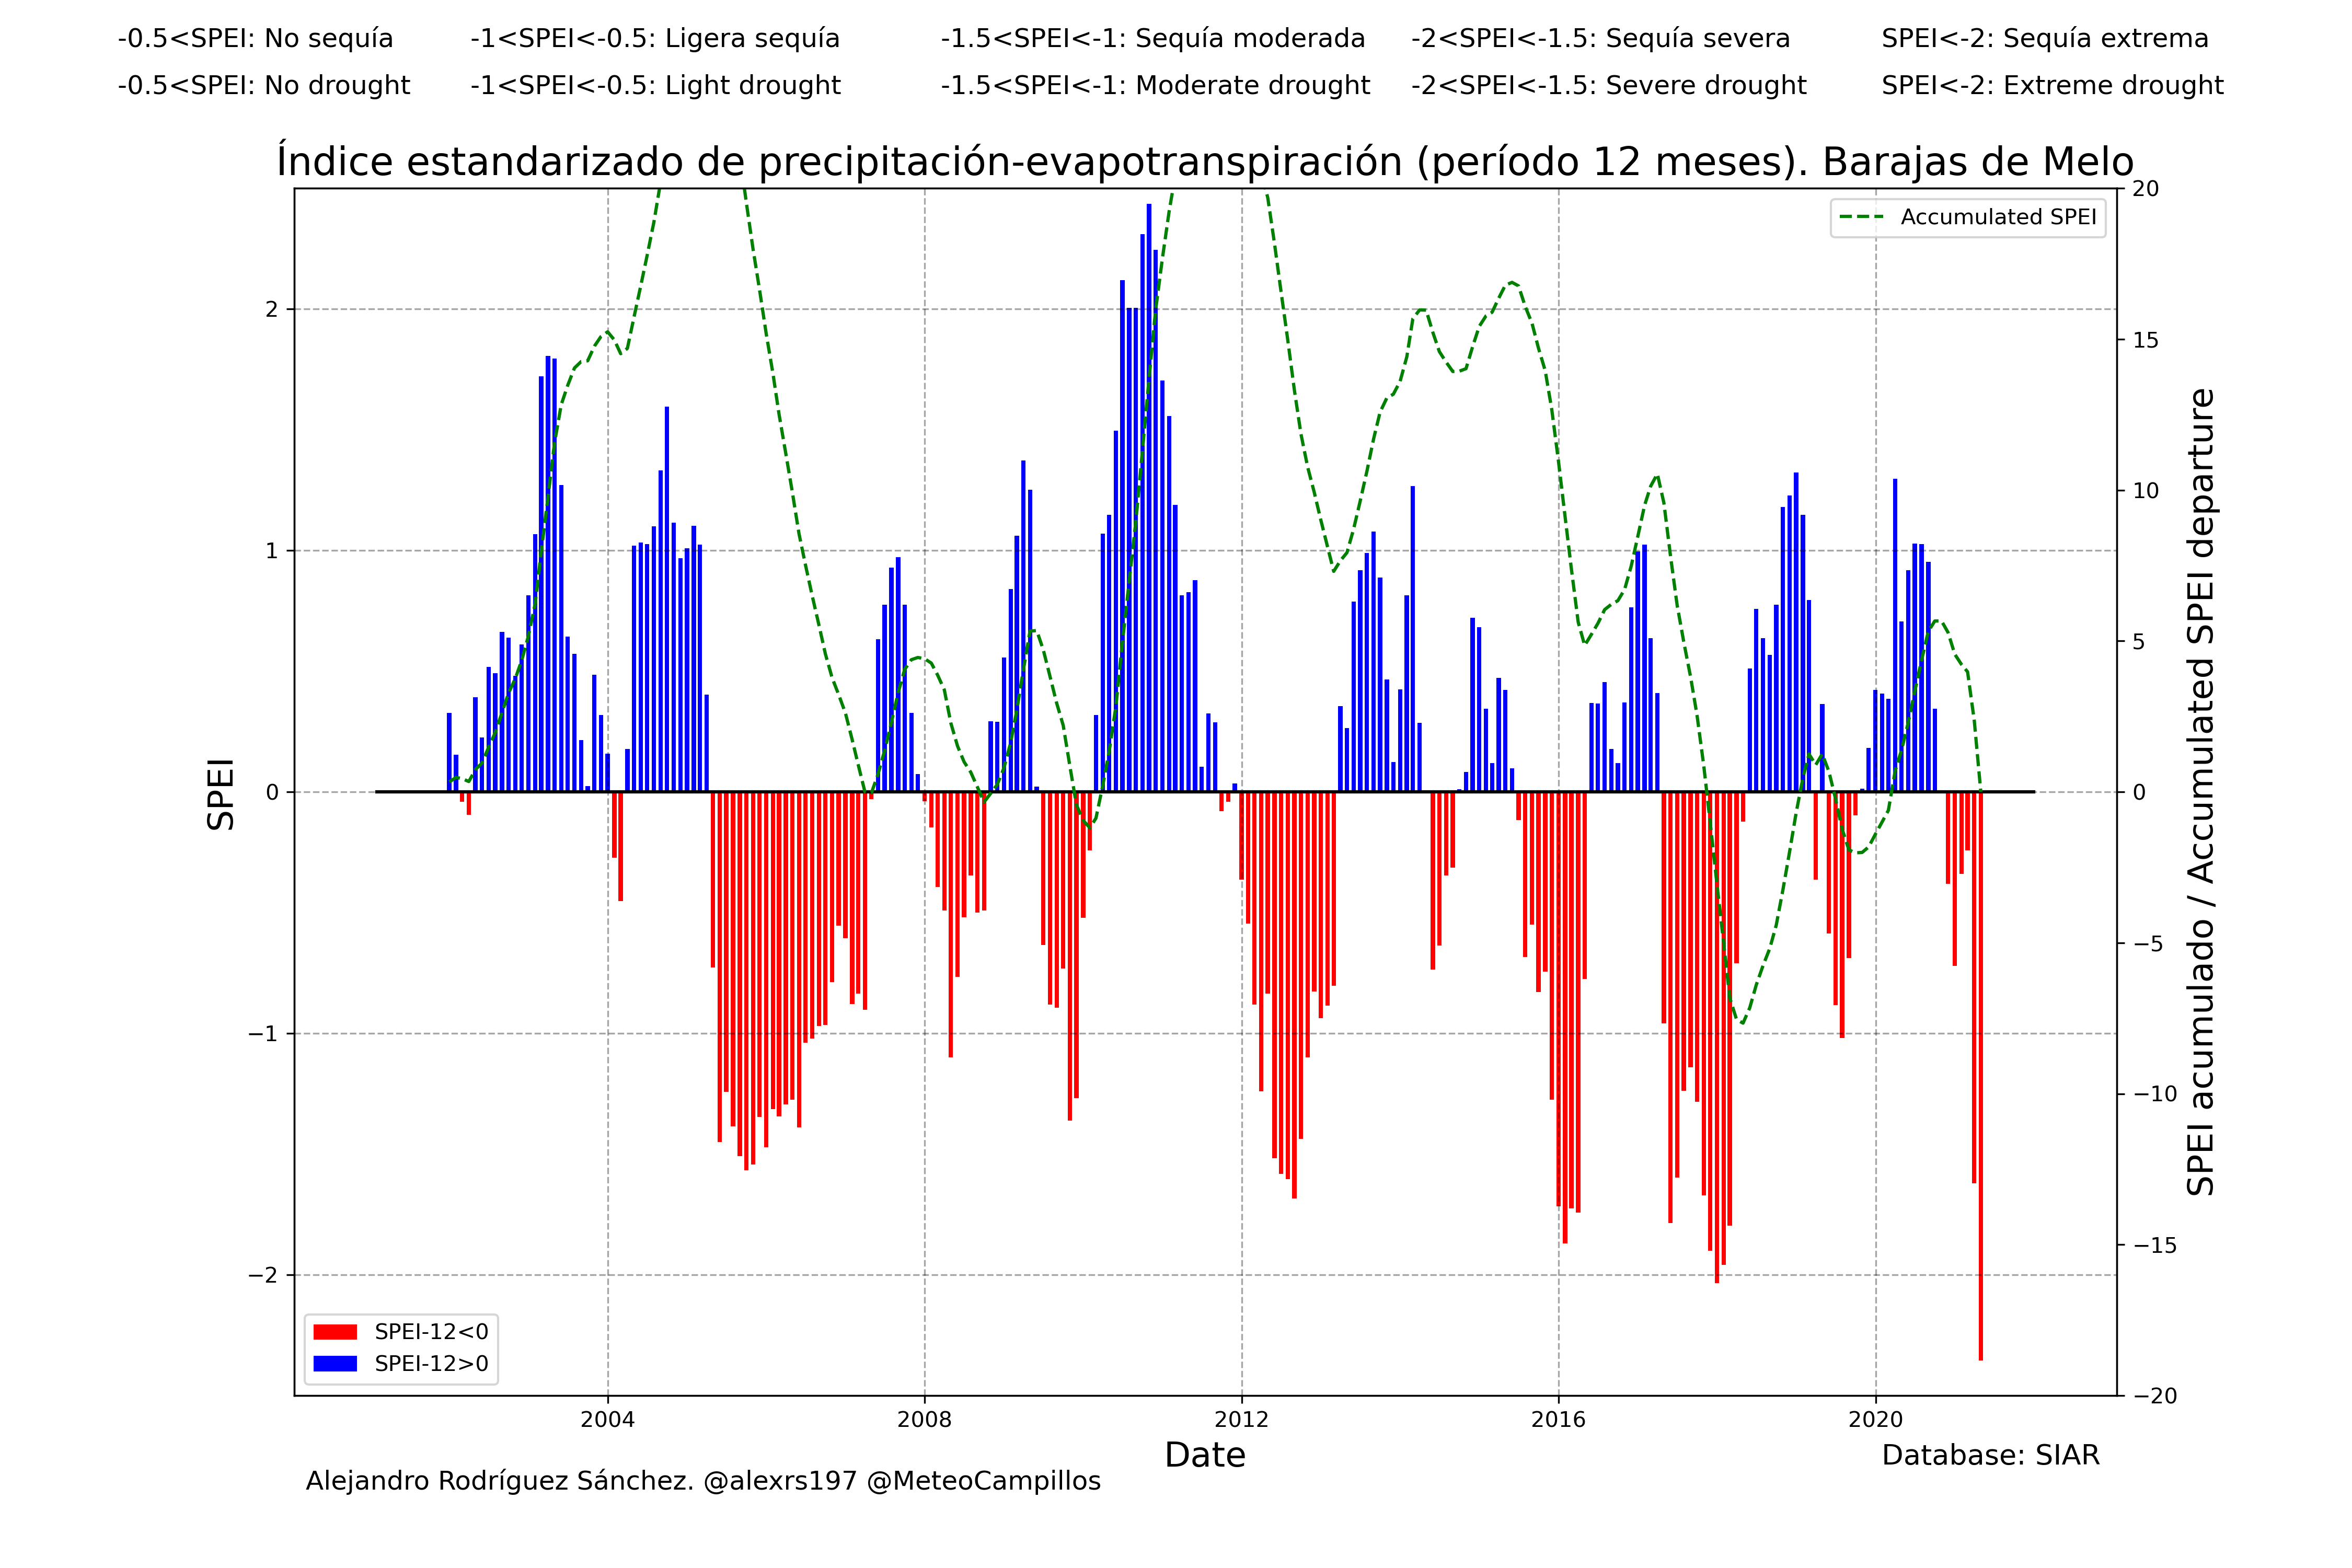 -0.5<SPEI: No sequía -1<SPEI<-0.5: Ligera sequía -1.5<SPEI<-1: Sequía moderada -2<SPEI<-1.5: Sequía severa SPEI<-2: Sequía extrema
-0.5<SPEI: No drought -1<SPEI<-0.5: Light drought -1.5<SPEI<-1: Moderate drought -2<SPEI<-1.5: Severe drought SPEI<-2: Extreme drought
Índice estandarizado de precipitación-evapotranspiración (período 12 meses). Barajas de Melo
Accumulated SPEI
SPEI
2
1
0
−1
−2
20
15
10
5
0
−5
−10
−15
−20
SPEI acumulado / Accumulated SPEI departure
SPEI-12<0
SPEI-12>0
2004 2008 2012 2016 2020
Date
Database: SIAR
Alejandro Rodríguez Sánchez. @alexrs197 @MeteoCampillos